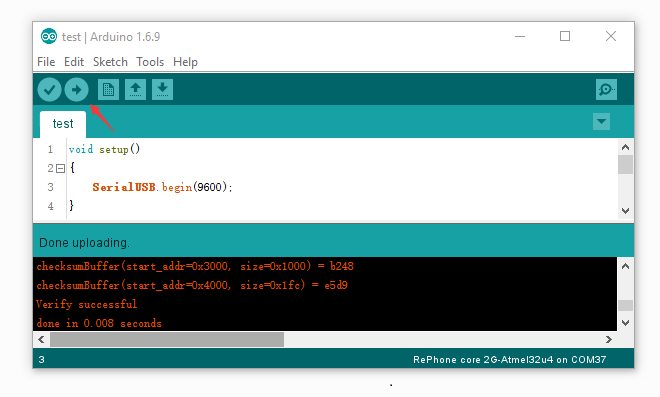 test | Arduino 1.6.9
File Edit Sketch Tools Help
test
1 void setup()
2 {
3 SerialUSB.begin(9600);
4 }
Done uploading.
checksumBuffer(start_addr=0x3000, size=0x1000) = b248
checksumBuffer(start_addr=0x4000, size=0x1fc) = e5d9
Verify successful
done in 0.008 seconds
3 RePhone core 2G-Atmel32u4 on COM37